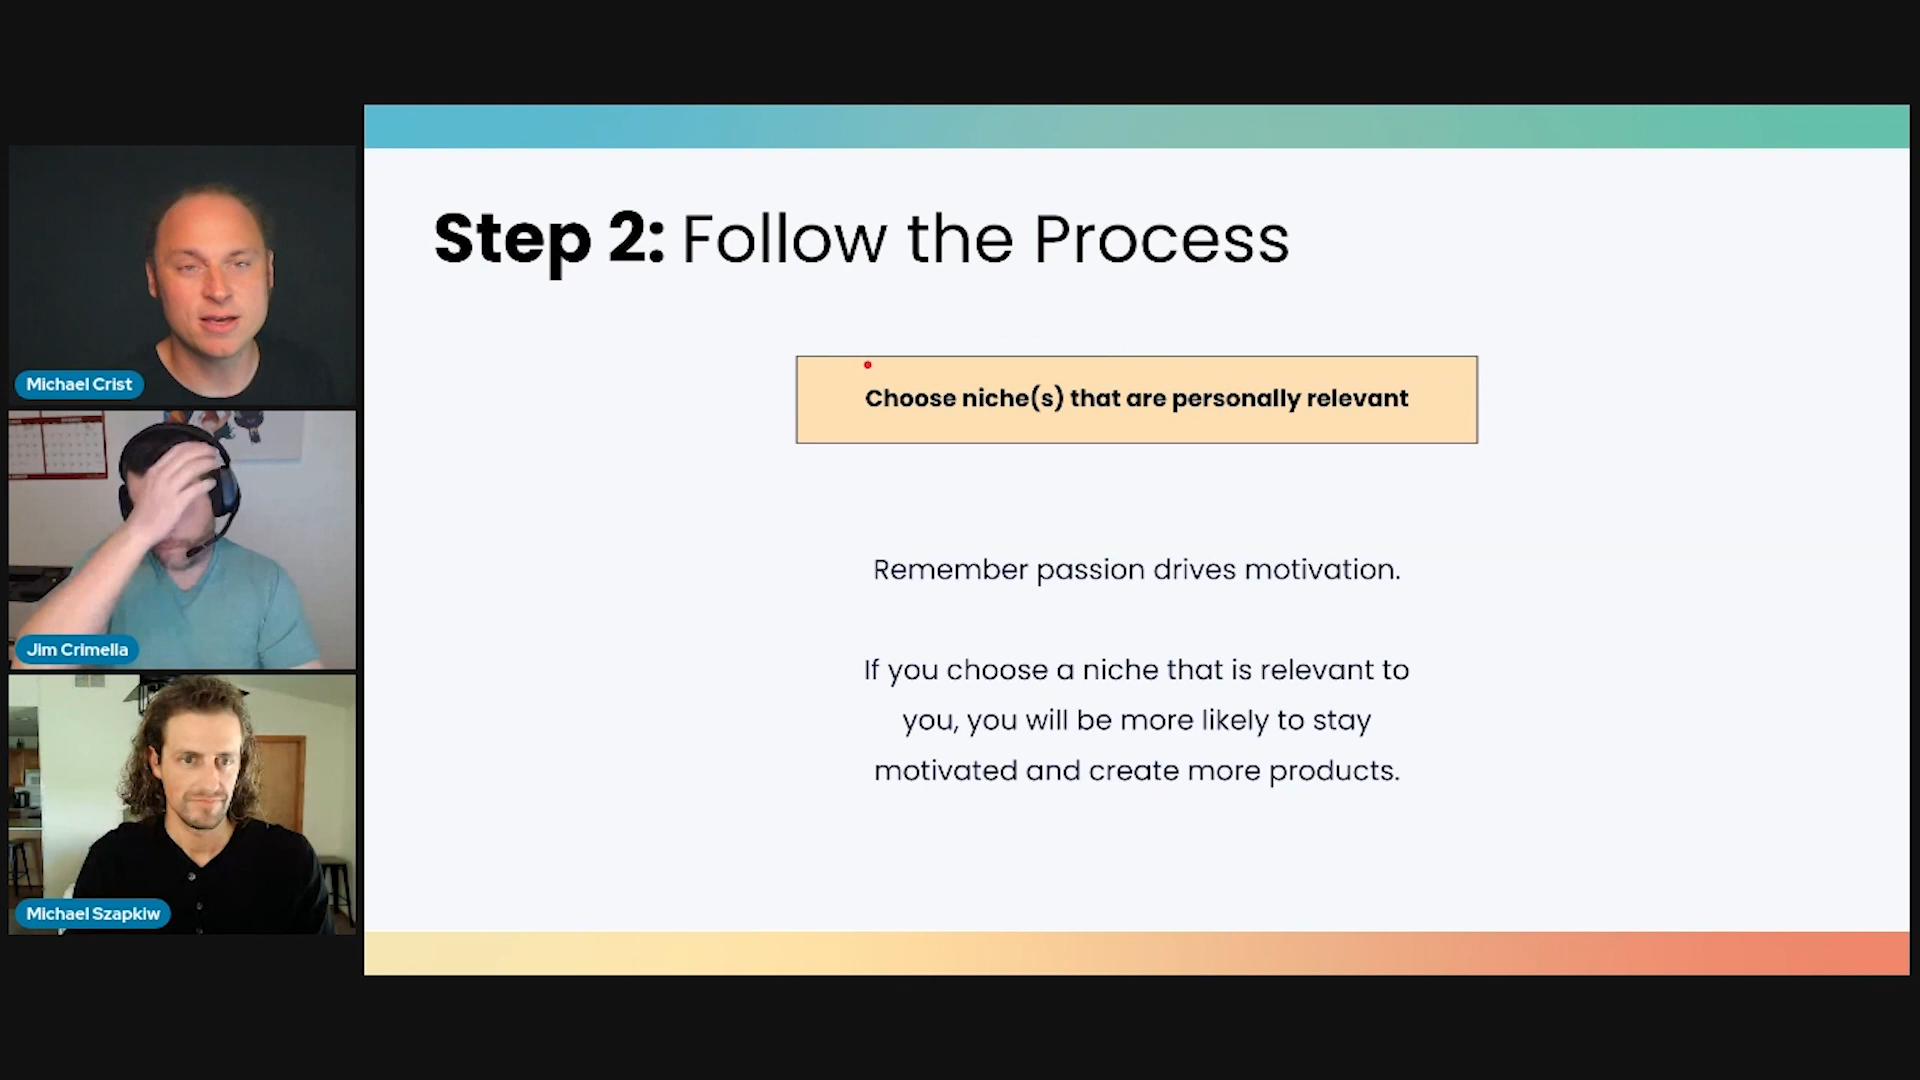 Step 2: Follow the Process
Choose niche(s) that are personally relevant
Remember passion drives motivation.
If you choose a niche that is relevant to
you, you will be more likely to stay
motivated and create more products.
Michael Crist
Jim Crimella
Michael Szapkiw